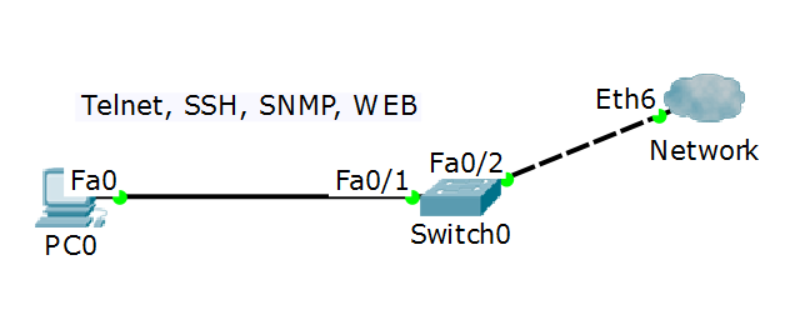 Telnet, SSH, SNMP, WEB
Eth6
Network
Fa0/2
Fa0
Fa0/1
Switch0
PC0